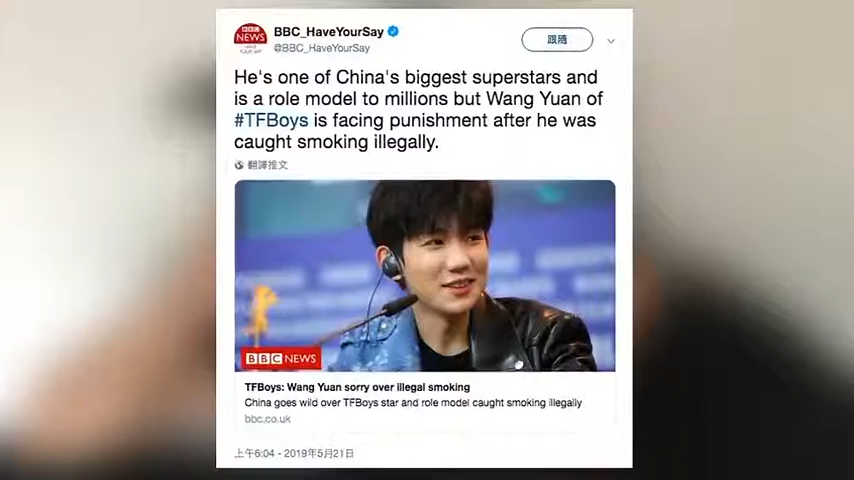 BBC
NEWS
HAVE
YOUR SAY
BBC_HaveYourSay
@BBC_HaveYourSay
跟隨
He's one of China's biggest superstars and
is a role model to millions but Wang Yuan of
#TFBoys is facing punishment after he was
caught smoking illegally.
翻譯推文
BBC NEWS
TFBoys: Wang Yuan sorry over illegal smoking
China goes wild over TFBoys star and role model caught smoking illegally
bbc.co.uk
上午6:04 - 2019年5月21日